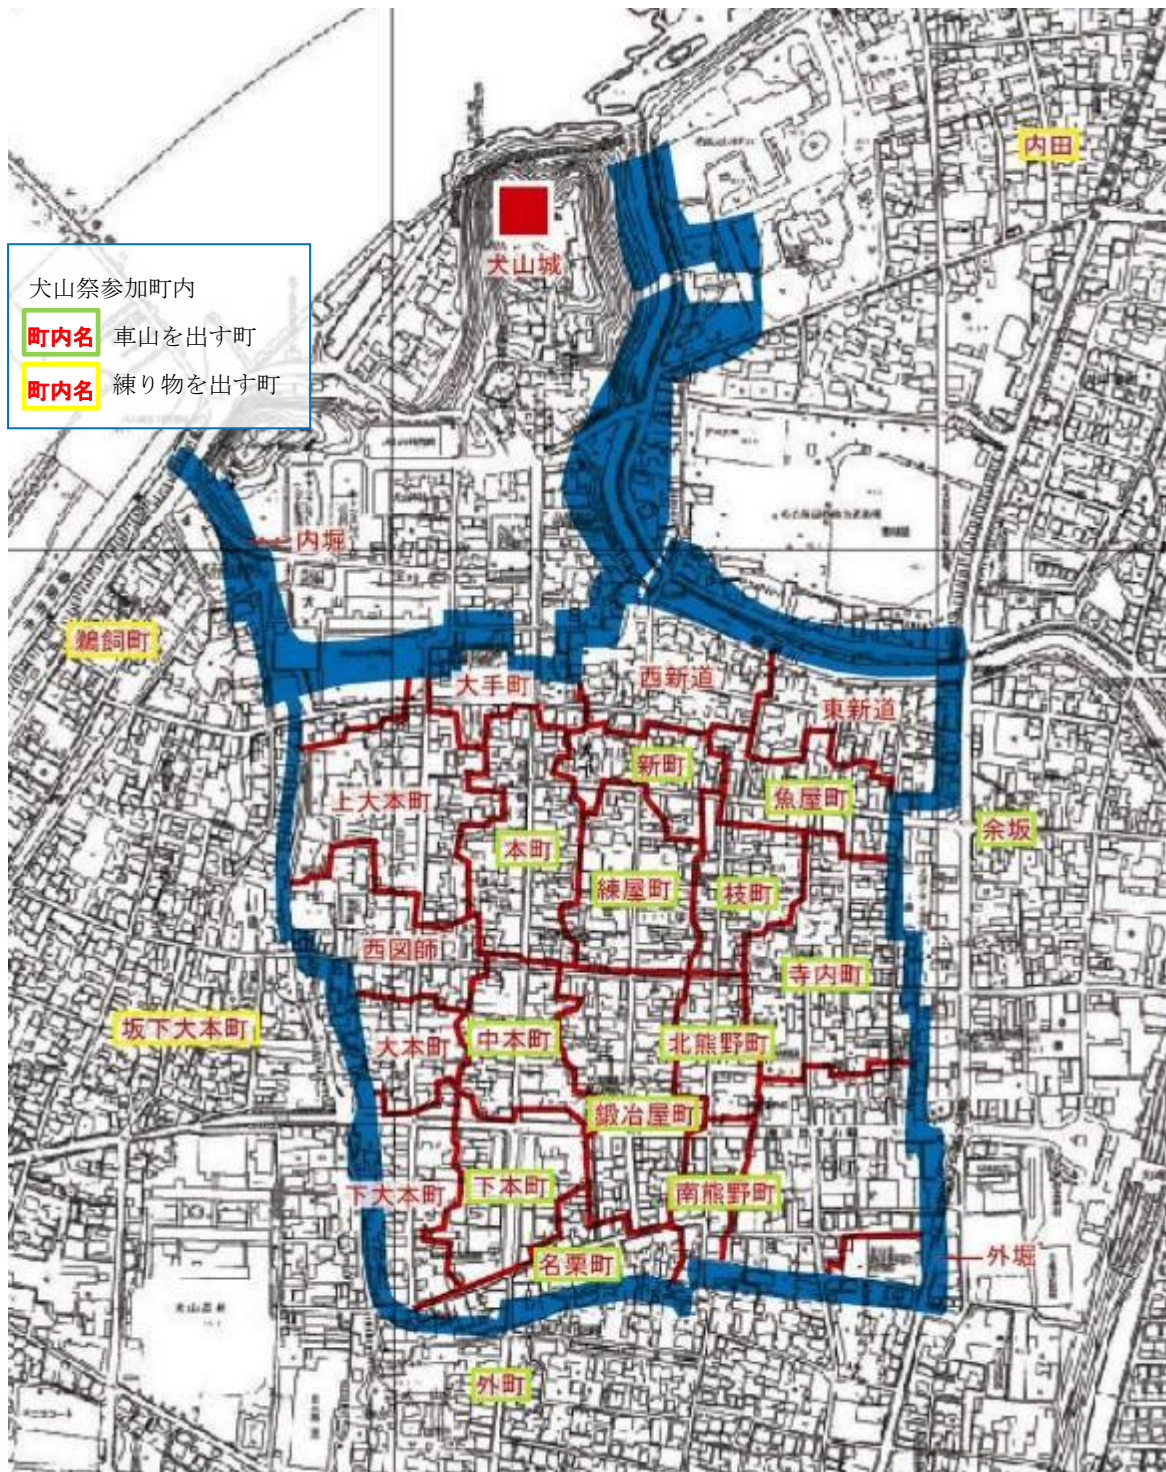 内田
犬山城
犬山祭参加町内
町内名 車山を出す町
町内名 練り物を出す町
内堀
鵜飼町
大手町
西新道
東新道
新町
魚屋町
上大本町
余坂
本町
練屋町
枝町
西図師
寺内町
坂下大本町
大本町
中本町
北熊野町
鍛冶屋町
下大本町
下本町
南熊野町
名栗町
外堀
外町